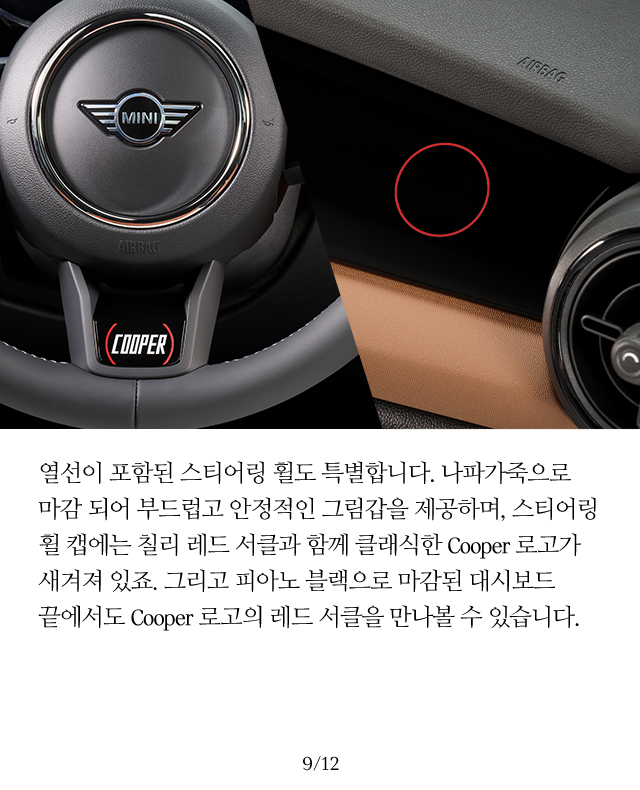 MINI
AIRBAG
AIRBAG
COOPER
열선이 포함된 스티어링 휠도 특별합니다. 나파가죽으로
마감 되어 부드럽고 안정적인 그림갑을 제공하며, 스티어링
휠 캡에는 칠리 레드 서클과 함께 클래식한 Cooper 로고가
새겨져 있죠. 그리고 피아노 블랙으로 마감된 대시보드
끝에서도 Cooper 로고의 레드 서클을 만나볼 수 있습니다.
9/12